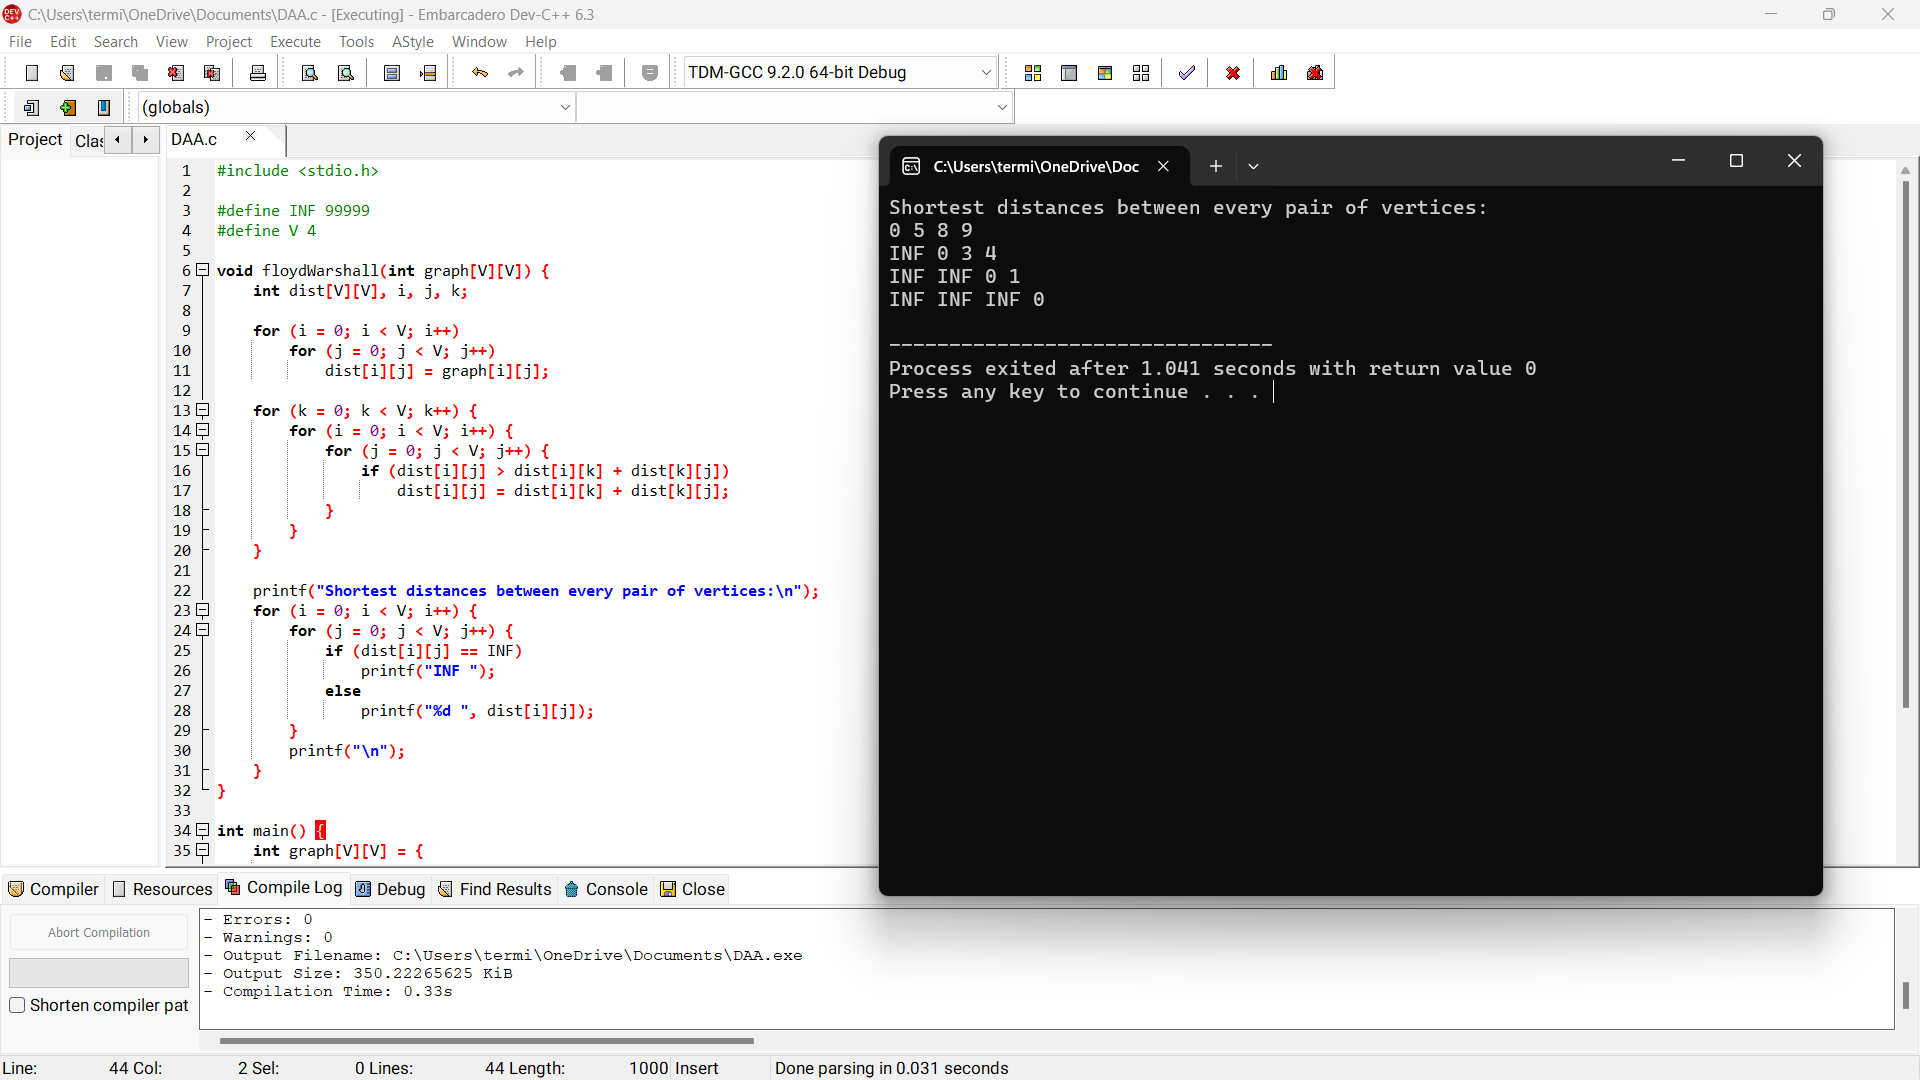 C:\Users\termi\OneDrive\Documents\DAA.c - [Executing] - Embarcadero Dev-C++ 6.3
File Edit Search View Project Execute Tools AStyle Window Help
TDM-GCC 9.2.0 64-bit Debug
(globals)
Project Clas
DAA.c
1 #include <stdio.h>
2
3 #define INF 99999
4 #define V 4
5
6 void floydWarshall(int graph[V][V]) {
7 int dist[V][V], i, j, k;
8
9 for (i = 0; i < V; i++)
10 for (j = 0; j < V; j++)
11 dist[i][j] = graph[i][j];
12
13 for (k = 0; k < V; k++) {
14 for (i = 0; i < V; i++) {
15 for (j = 0; j < V; j++) {
16 if (dist[i][j] > dist[i][k] + dist[k][j])
17 dist[i][j] = dist[i][k] + dist[k][j];
18 }
19 }
20 }
21
22 printf("Shortest distances between every pair of vertices:\n");
23 for (i = 0; i < V; i++) {
24 for (j = 0; j < V; j++) {
25 if (dist[i][j] == INF)
26 printf("INF ");
27 else
28 printf("%d ", dist[i][j]);
29 }
30 printf("\n");
31 }
32 }
33
34 int main() {
35 int graph[V][V] = {
C:\Users\termi\OneDrive\Doc
Shortest distances between every pair of vertices:
0 5 8 9
INF 0 3 4
INF INF 0 1
INF INF INF 0
--------------------------------
Process exited after 1.041 seconds with return value 0
Press any key to continue . . .
Compiler Resources Compile Log Debug Find Results Console Close
Abort Compilation
Shorten compiler pat
- Errors: 0
- Warnings: 0
- Output Filename: C:\Users\termi\OneDrive\Documents\DAA.exe
- Output Size: 350.22265625 KiB
- Compilation Time: 0.33s
Line: 44 Col: 2 Sel: 0 Lines: 44 Length: 1000 Insert Done parsing in 0.031 seconds